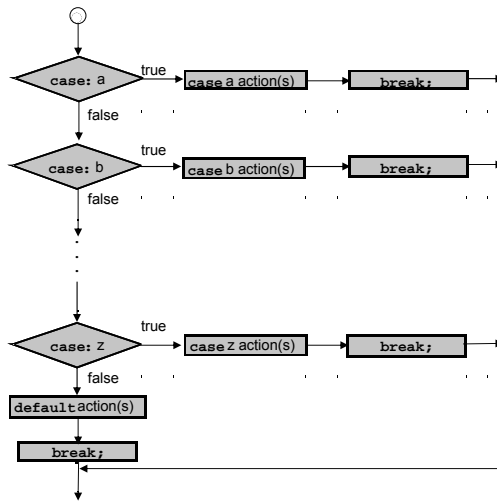 true
case: a
case a action(s)
break;
false
true
case: b
case b action(s)
break;
false
true
case: z
case z action(s)
break;
false
default action(s)
break;